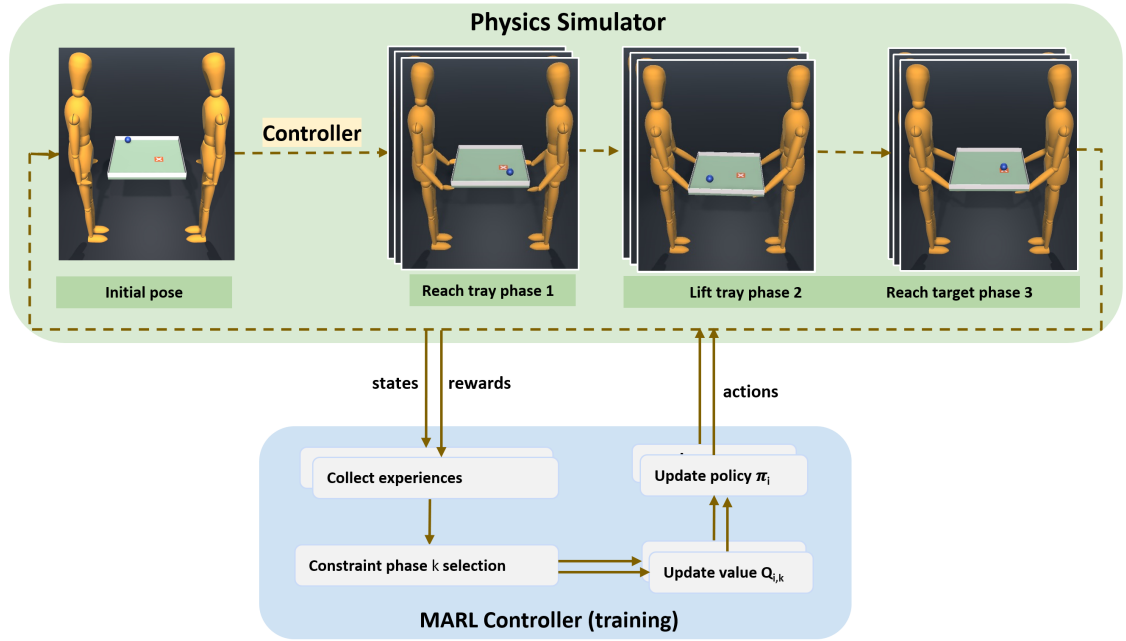 Physics Simulator
Controller
Initial pose
Reach tray phase 1
Lift tray phase 2
Reach target phase 3
states
rewards
actions
Collect experiences
Update policy π_i
Constraint phase k selection
Update value Q_{i,k}
MARL Controller (training)